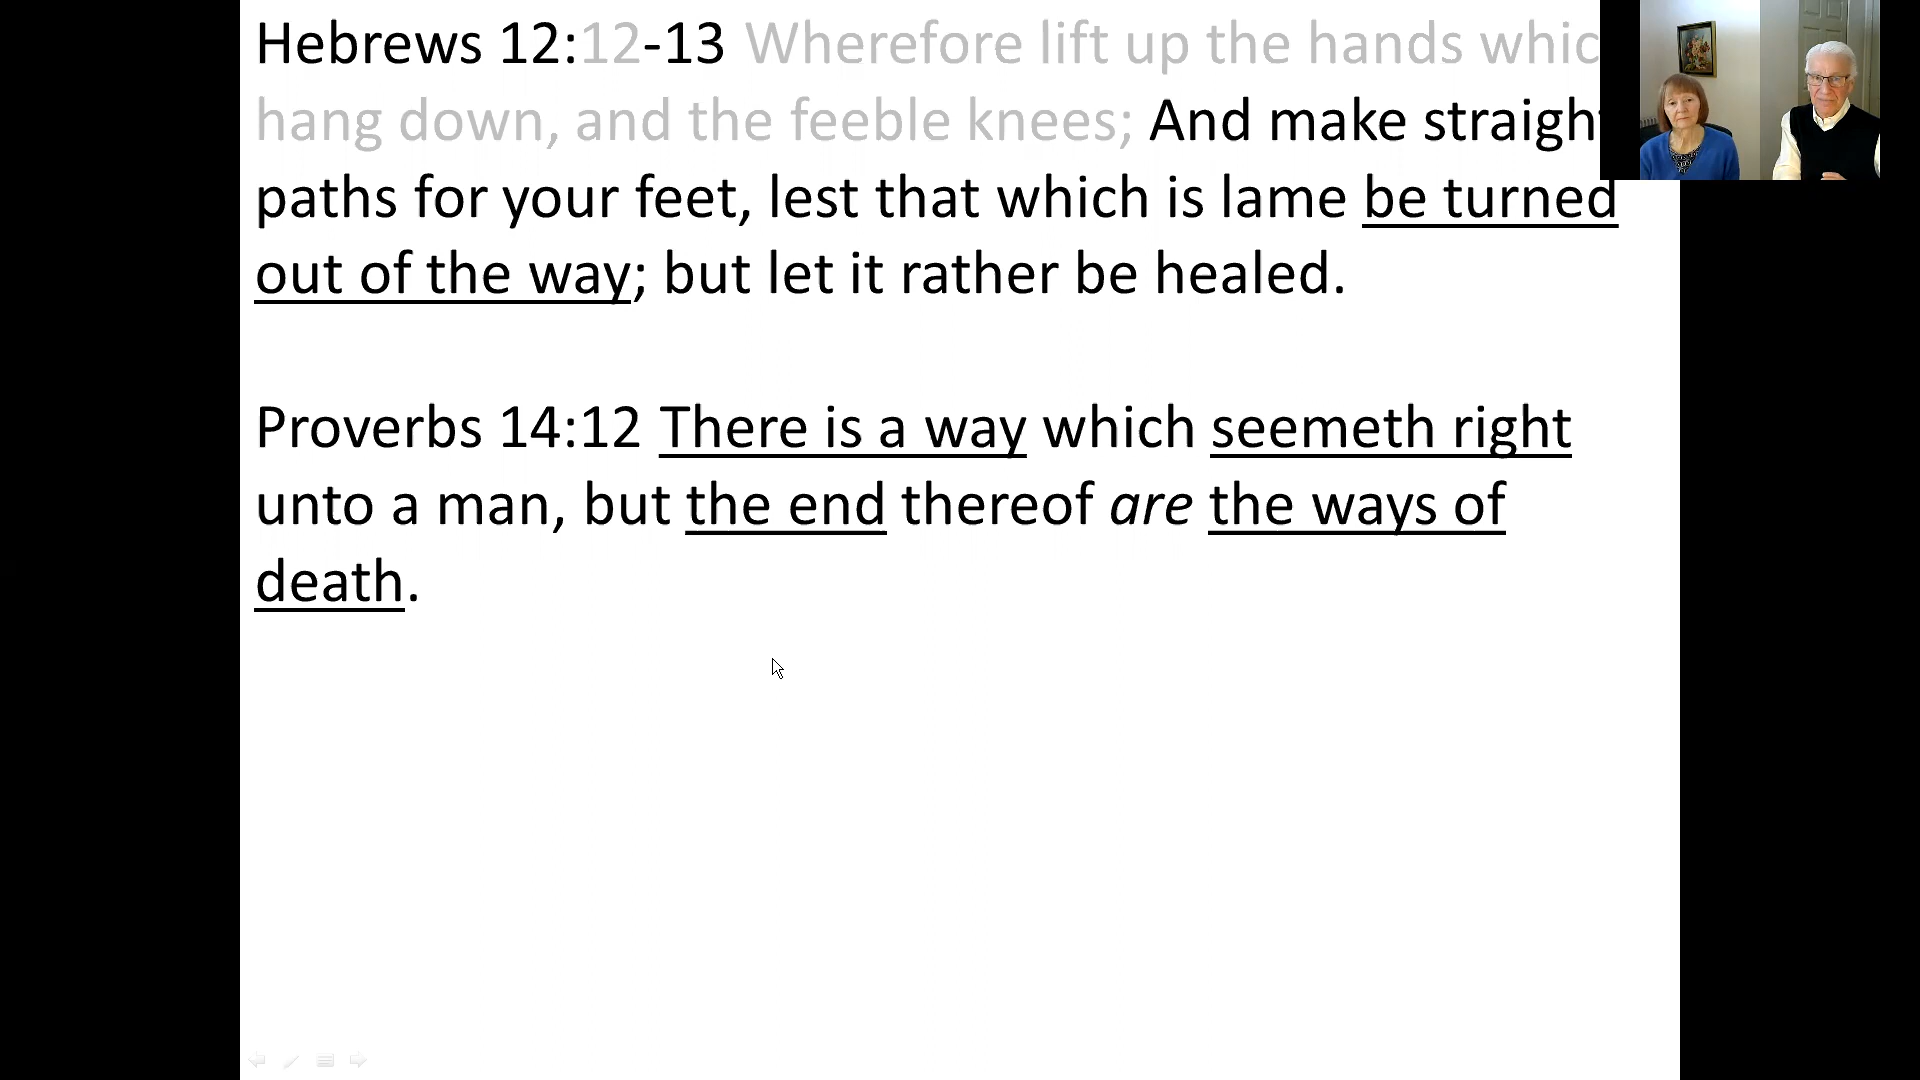 Hebrews 12:12-13 Wherefore lift up the hands whic
hang down, and the feeble knees; And make straight
paths for your feet, lest that which is lame be turned
out of the way; but let it rather be healed.
Proverbs 14:12 There is a way which seemeth right
unto a man, but the end thereof are the ways of
death.